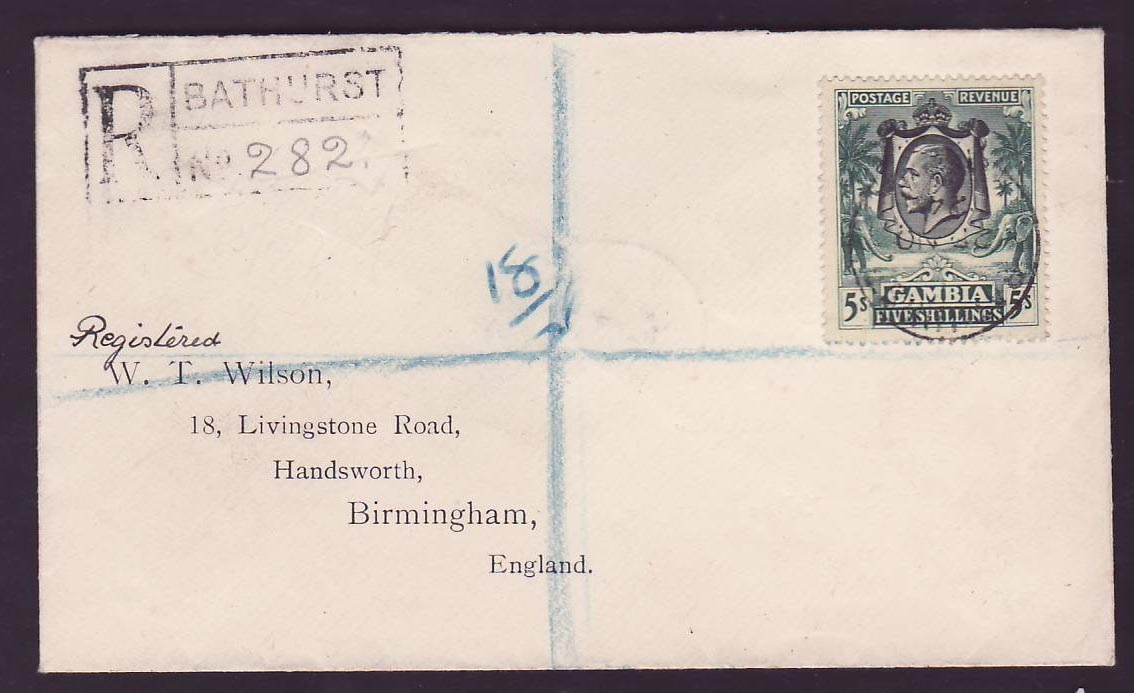 R BATHURST
No. 282
POSTAGE REVENUE
5s GAMBIA 5s
FIVE SHILLINGS
18/
Registered
W. T. Wilson,
18, Livingstone Road,
Handsworth,
Birmingham,
England.